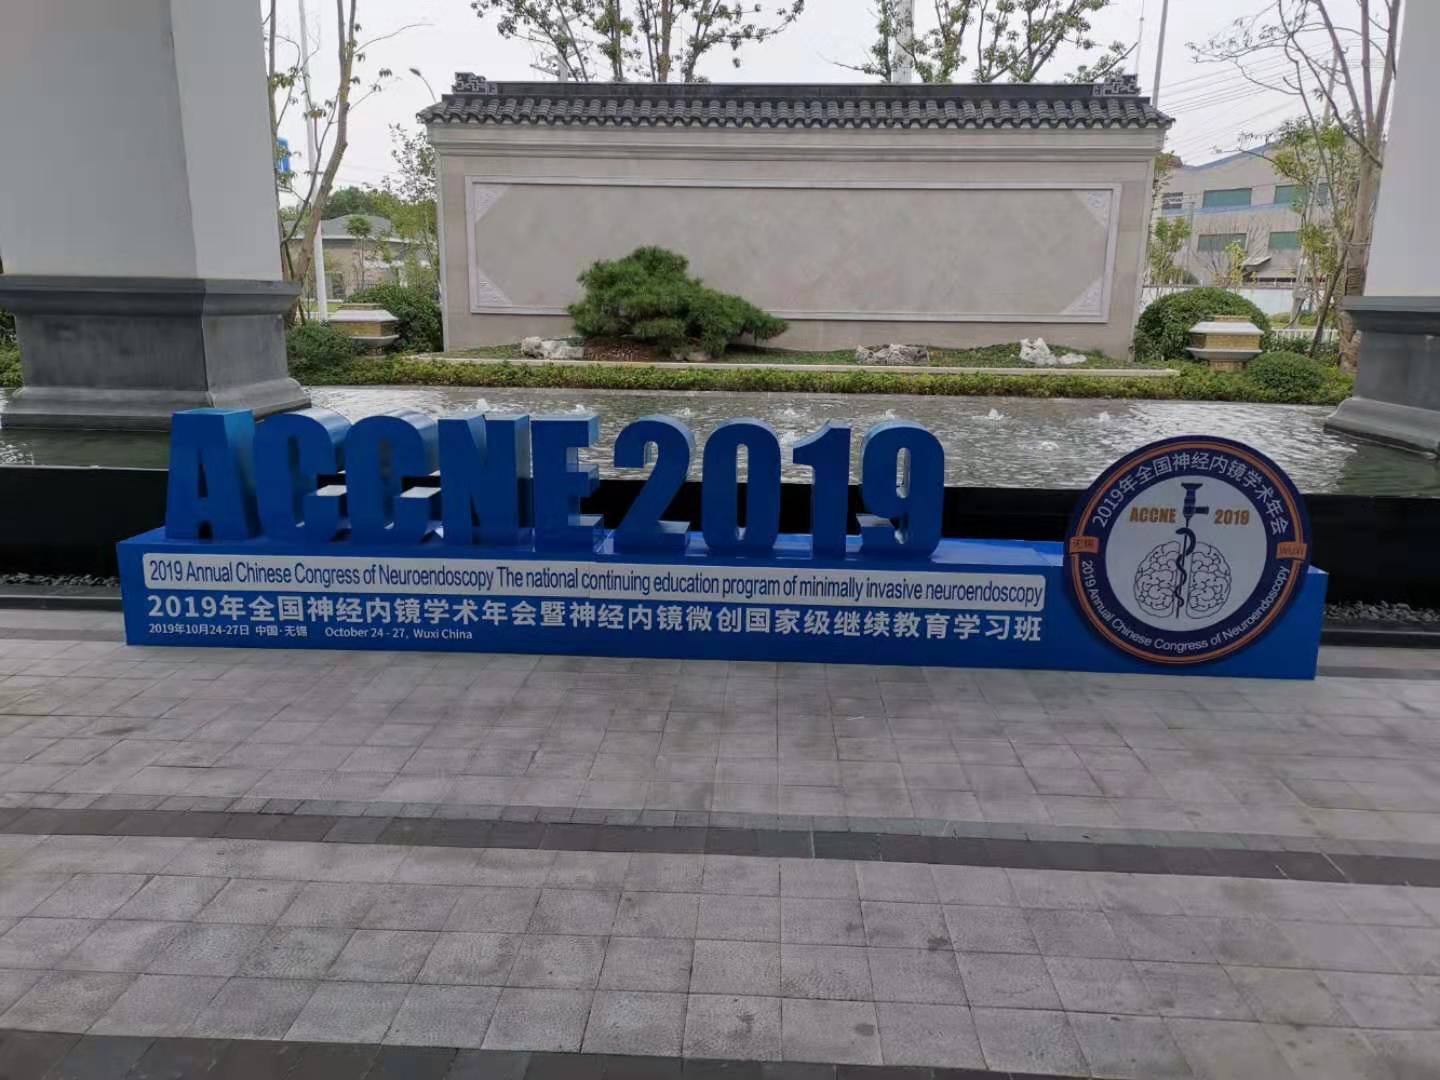 ACCNE2019
2019 Annual Chinese Congress of Neuroendoscopy The national continuing education program of minimally invasive neuroendoscopy
2019年全国神经内镜学术年会暨神经内镜微创国家级继续教育学习班
2019年10月24-27日 中国·无锡 October 24 - 27, Wuxi China
2019年全国神经内镜学术年会
ACCNE 2019
无锡 WUXI
2019 Annual Chinese Congress of Neuroendoscopy